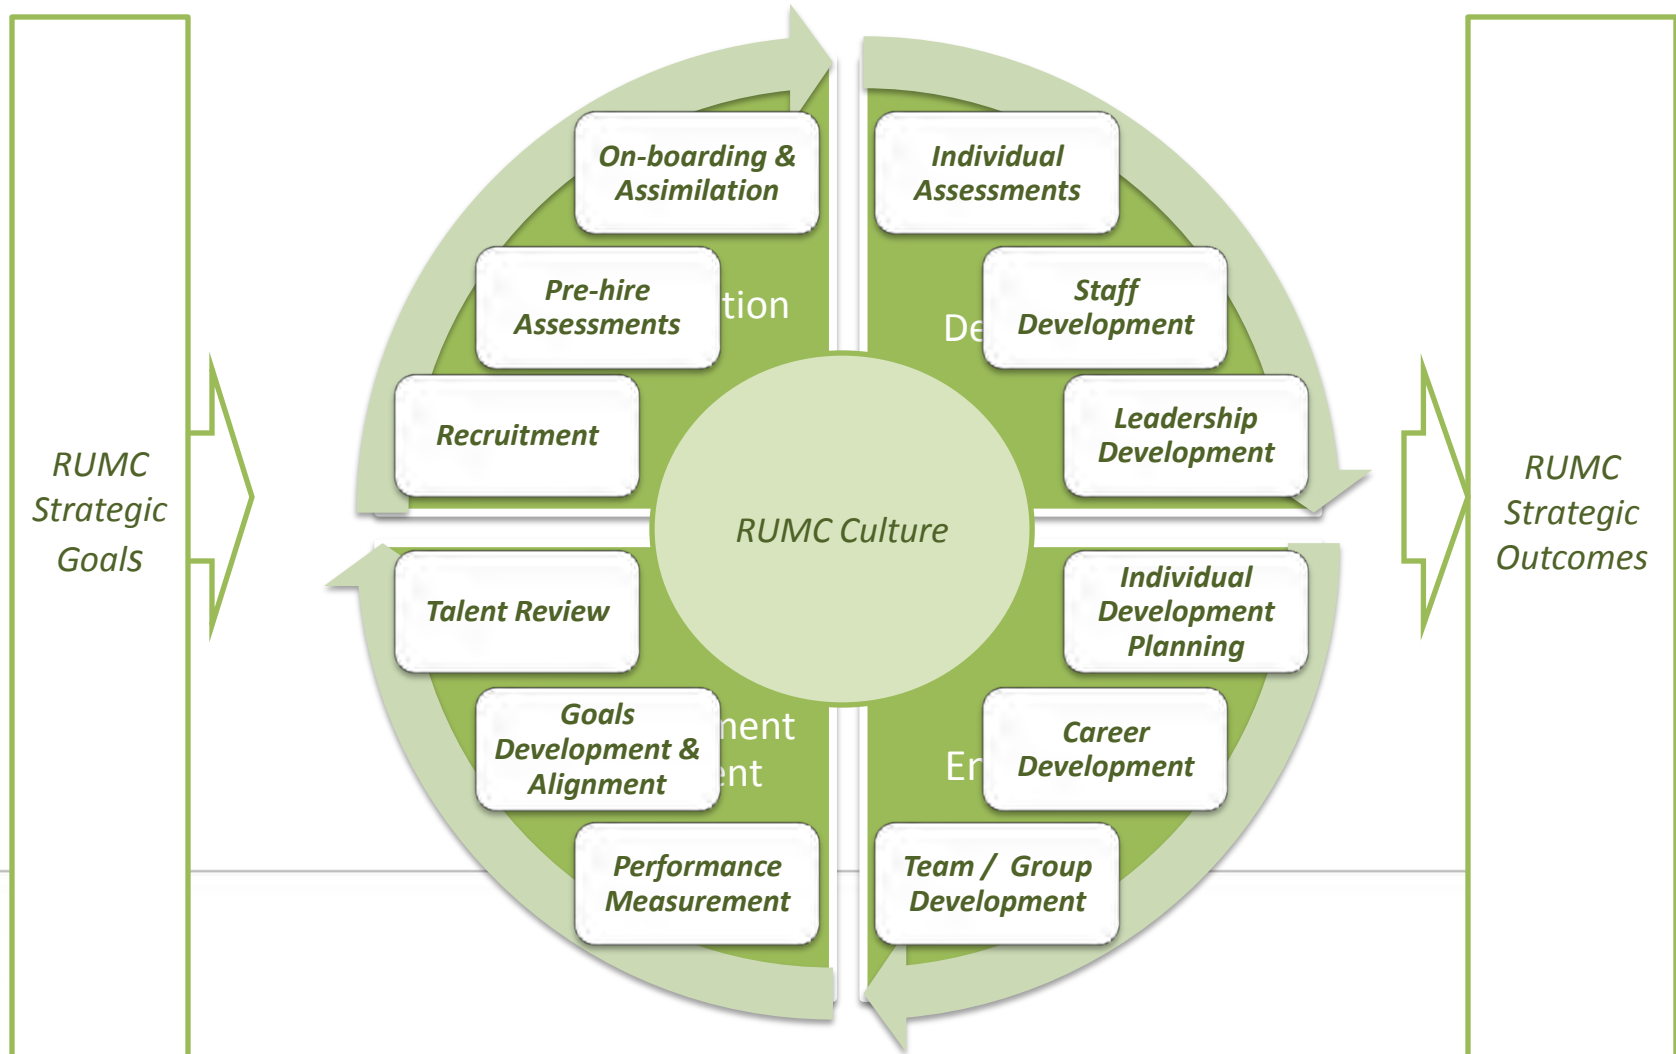 RUMC
Strategic
Goals
On-boarding &
Assimilation
Pre-hire
Assessments
Recruitment
Individual
Assessments
Staff
Development
Leadership
Development
RUMC Culture
Talent Review
Goals
Development &
Alignment
Performance
Measurement
Individual
Development
Planning
Career
Development
Team / Group
Development
RUMC
Strategic
Outcomes